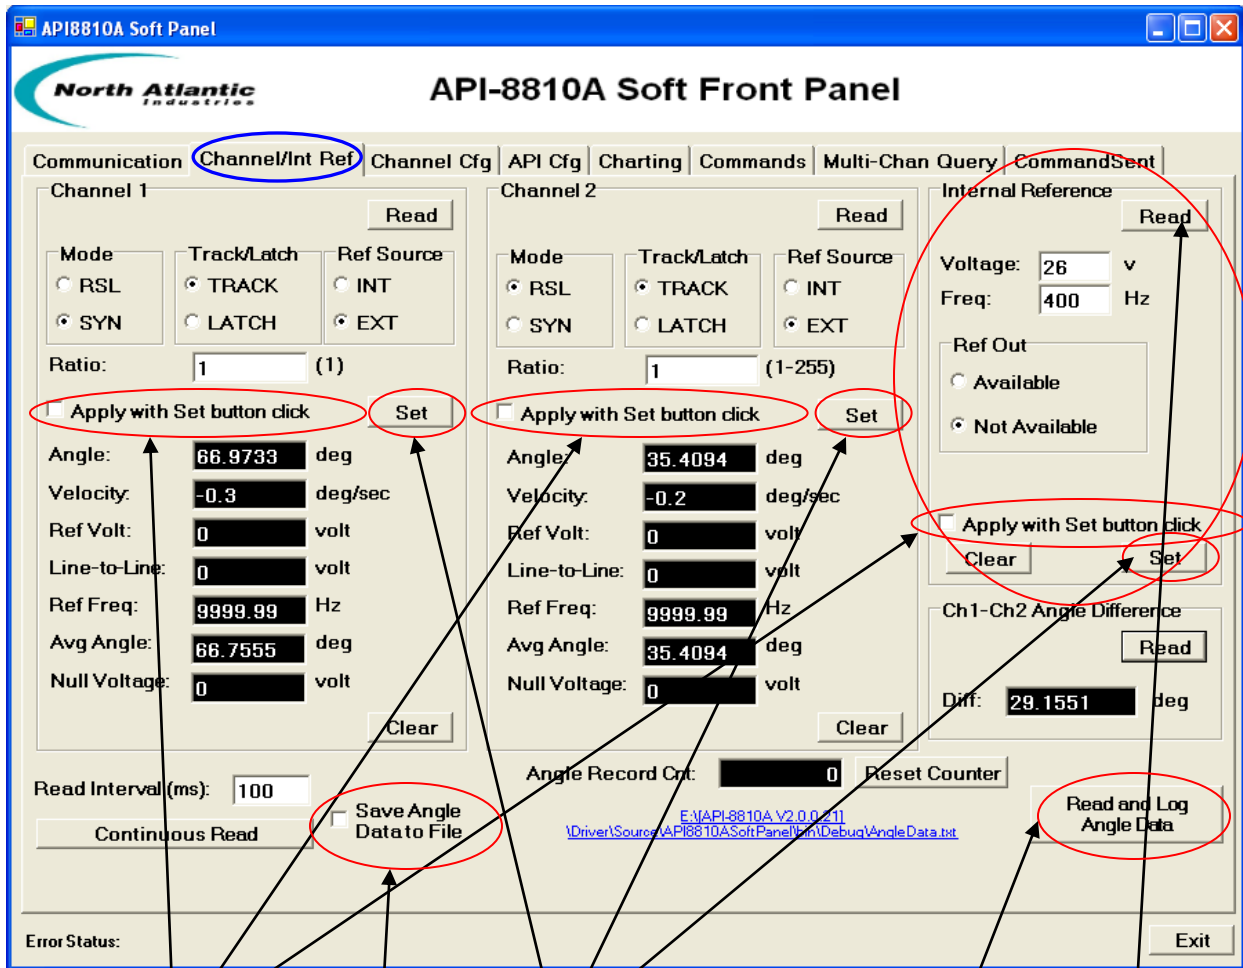 API8810A Soft Panel
North Atlantic
Industries
API-8810A Soft Front Panel
Communication Channel/Int Ref Channel Cfg API Cfg Charting Commands Multi-Chan Query CommandSent
Channel 1
Read
Mode
RSL
SYN
Track/Latch
TRACK
LATCH
Ref Source
INT
EXT
Ratio: 1 (1)
Apply with Set button click Set
Angle: 66.9733 deg
Velocity: -0.3 deg/sec
Ref Volt: 0 volt
Line-to-Line: 0 volt
Ref Freq: 9999.99 Hz
Avg Angle: 66.7555 deg
Null Voltage: 0 volt
Clear
Channel 2
Read
Mode
RSL
SYN
Track/Latch
TRACK
LATCH
Ref Source
INT
EXT
Ratio: 1 (1-255)
Apply with Set button click Set
Angle: 35.4094 deg
Velocity: -0.2 deg/sec
Ref Volt: 0 volt
Line-to-Line: 0 volt
Ref Freq: 9999.99 Hz
Avg Angle: 35.4094 deg
Null Voltage: 0 volt
Clear
Internal Reference
Read
Voltage: 26 v
Freq: 400 Hz
Ref Out
Available
Not Available
Apply with Set button click
Clear Set
Ch1-Ch2 Angle Difference
Read
Diff: 29.1551 deg
Read Interval (ms): 100
Continuous Read
Save Angle
Data to File
Angle Record Cnt: 0 Reset Counter
E:\[API-8810A V2.0.0.21]
\Driver\Source\API8810ASoftPanel\bin\Debug\AngleData.txt
Read and Log
Angle Data
Error Status:
Exit